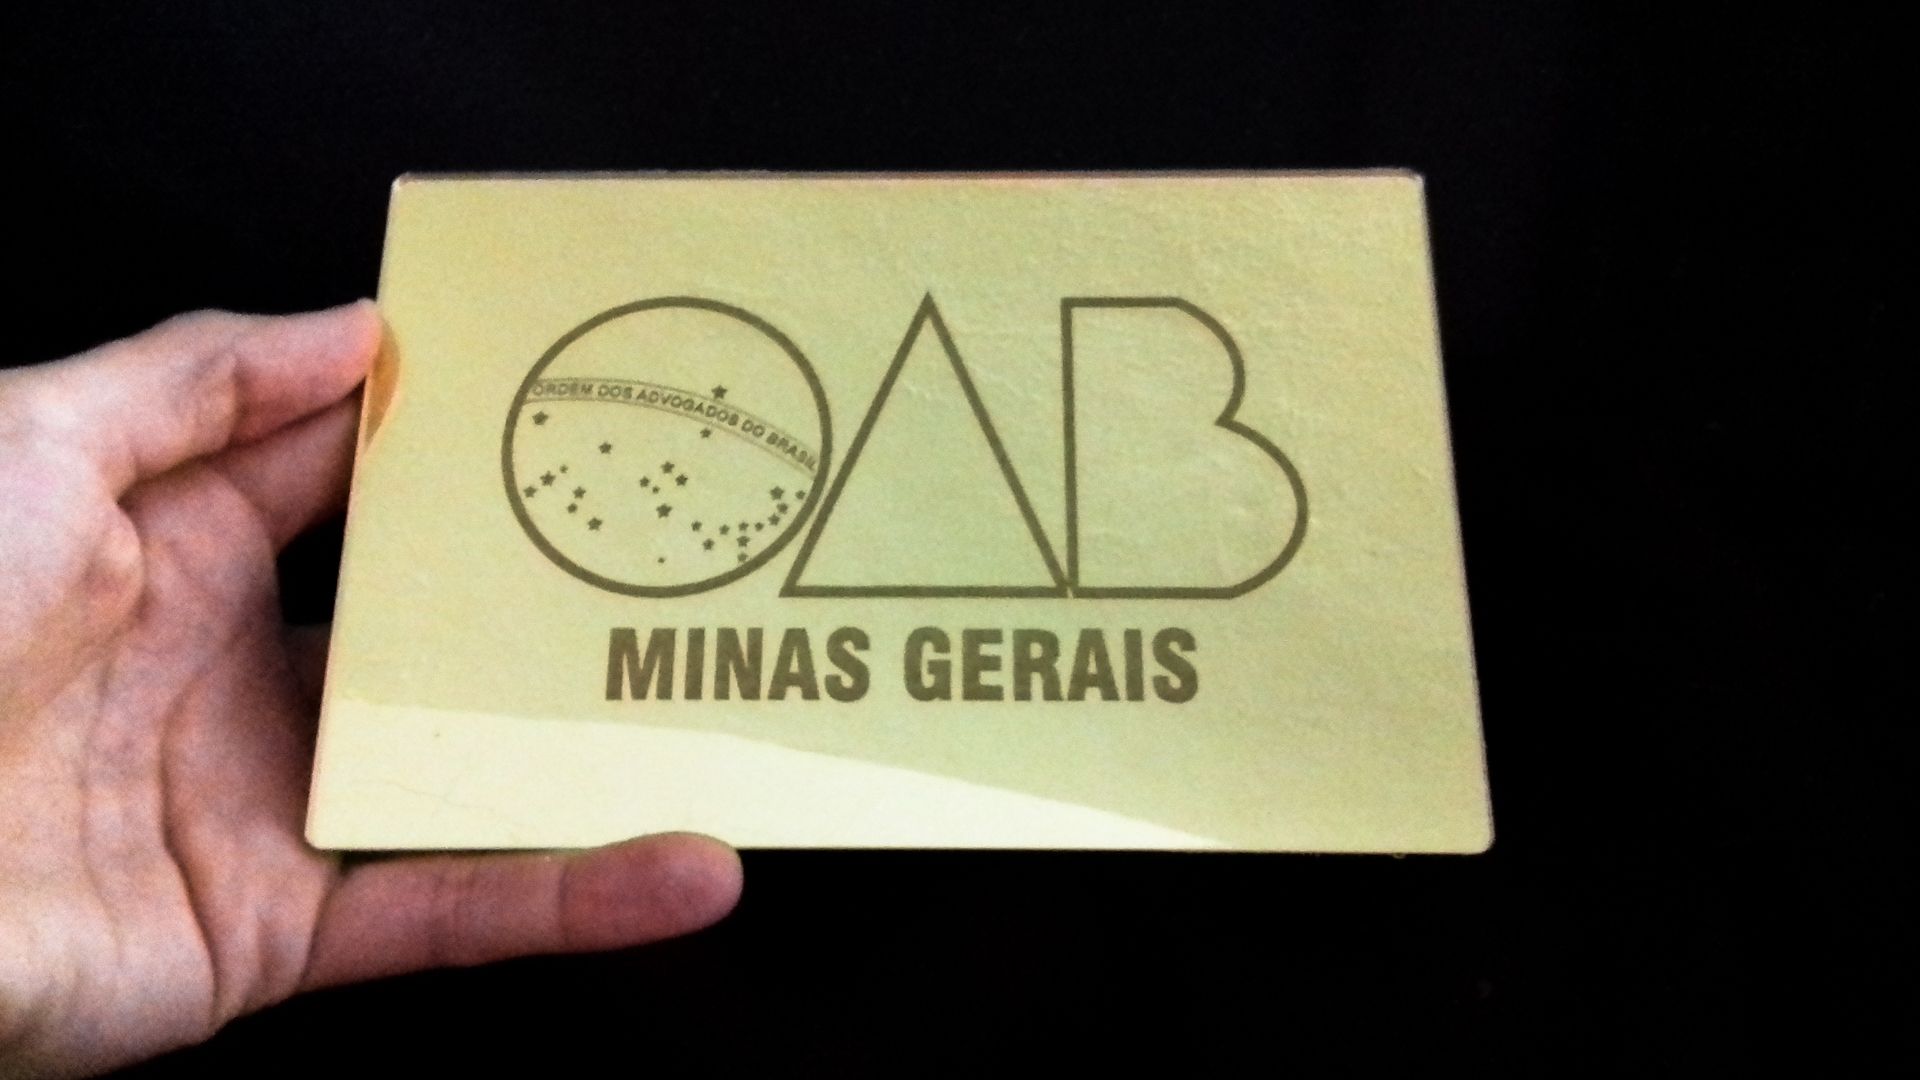 OAB
ORDEM DOS ADVOGADOS DO BRASIL
MINAS GERAIS